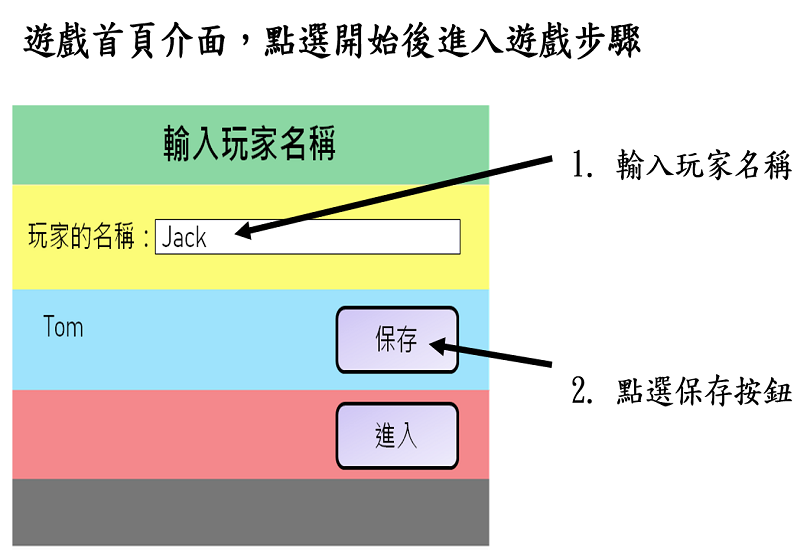 遊戲首頁介面，點選開始後進入遊戲步驟
輸入玩家名稱
1. 輸入玩家名稱
玩家的名稱：Jack
Tom
保存
2. 點選保存按鈕
進入